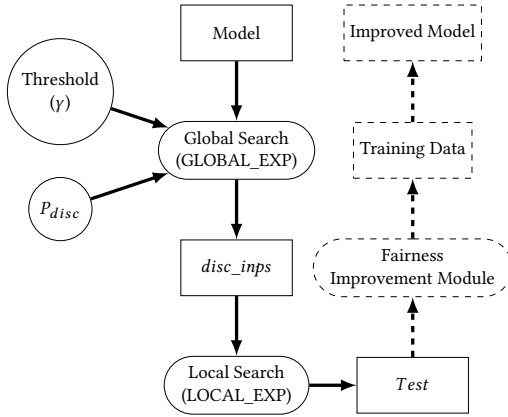 Model
Improved Model
Threshold
(γ)
Global Search
(GLOBAL_EXP)
Training Data
P_disc
disc_inps
Fairness
Improvement Module
Local Search
(LOCAL_EXP)
Test